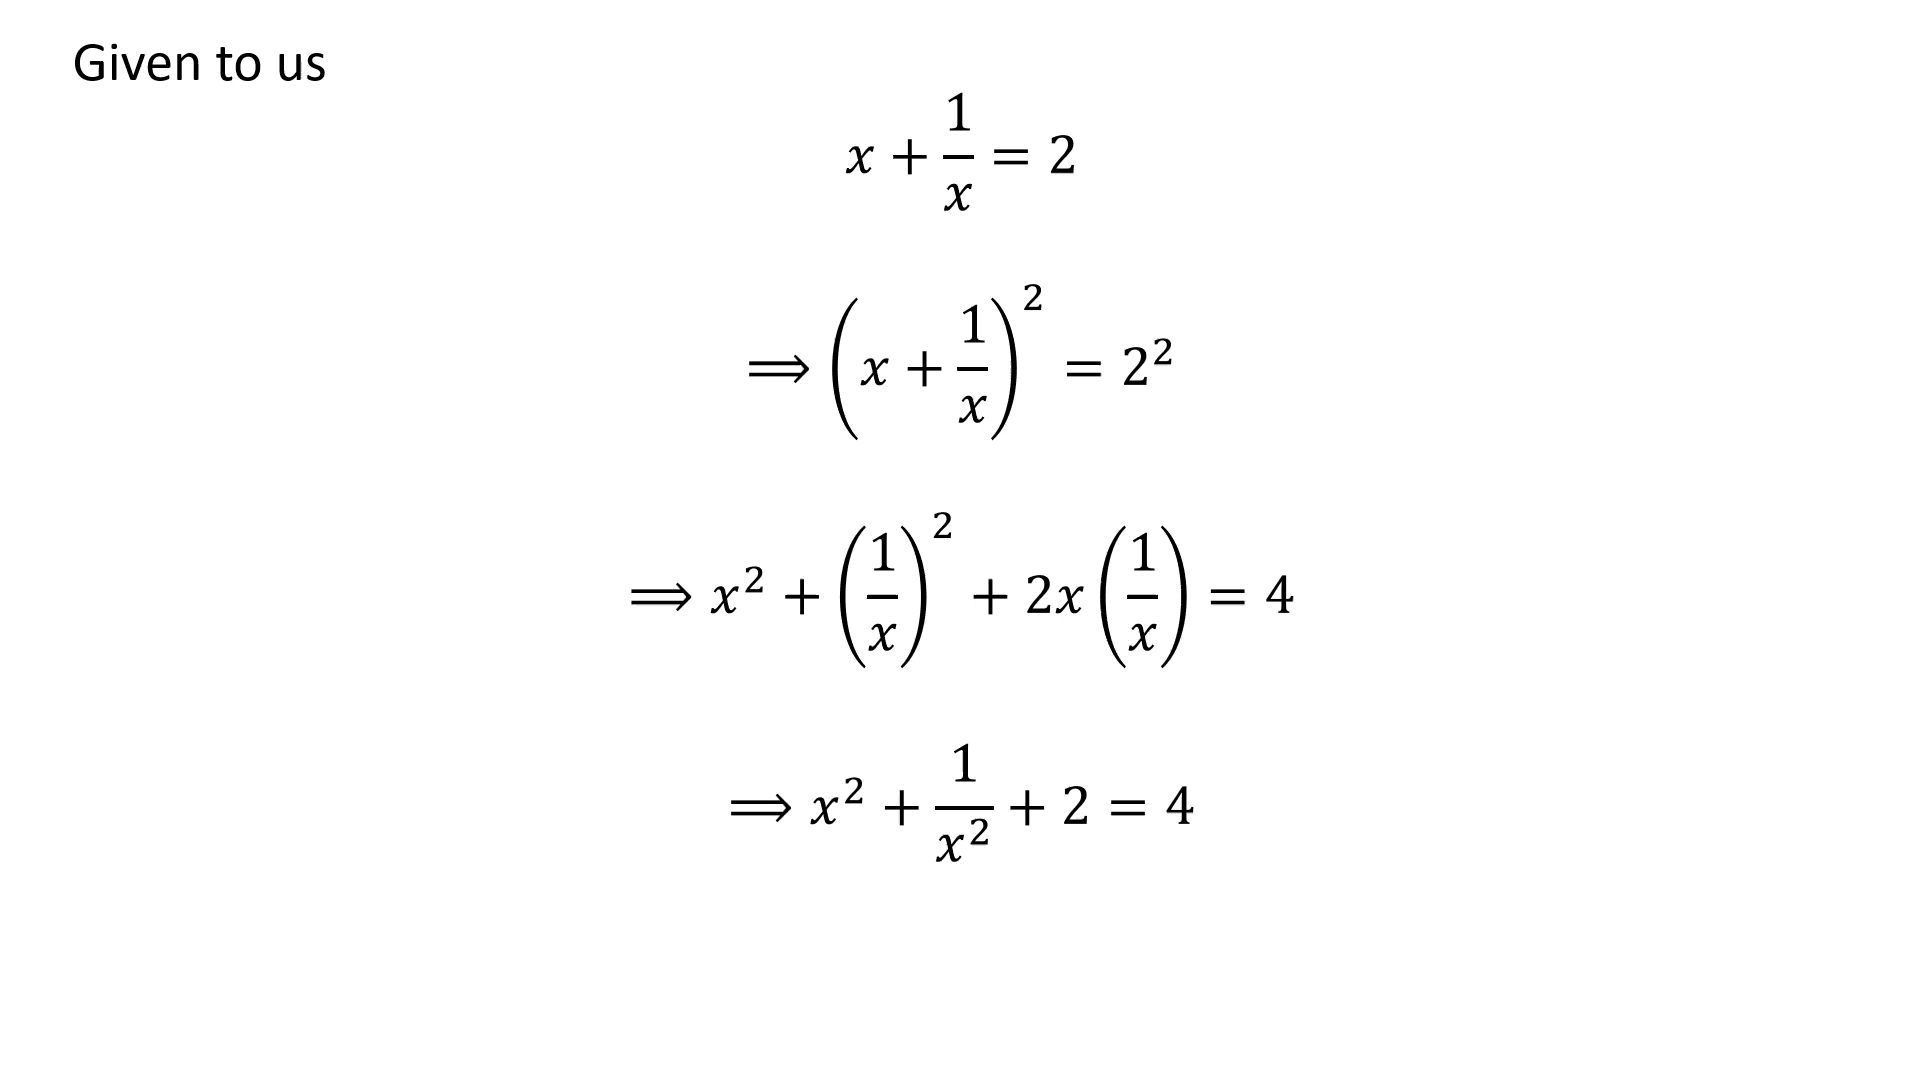 Given to us
x + 1/x = 2
⟹ (x + 1/x)² = 2²
⟹ x² + (1/x)² + 2x(1/x) = 4
⟹ x² + 1/x² + 2 = 4